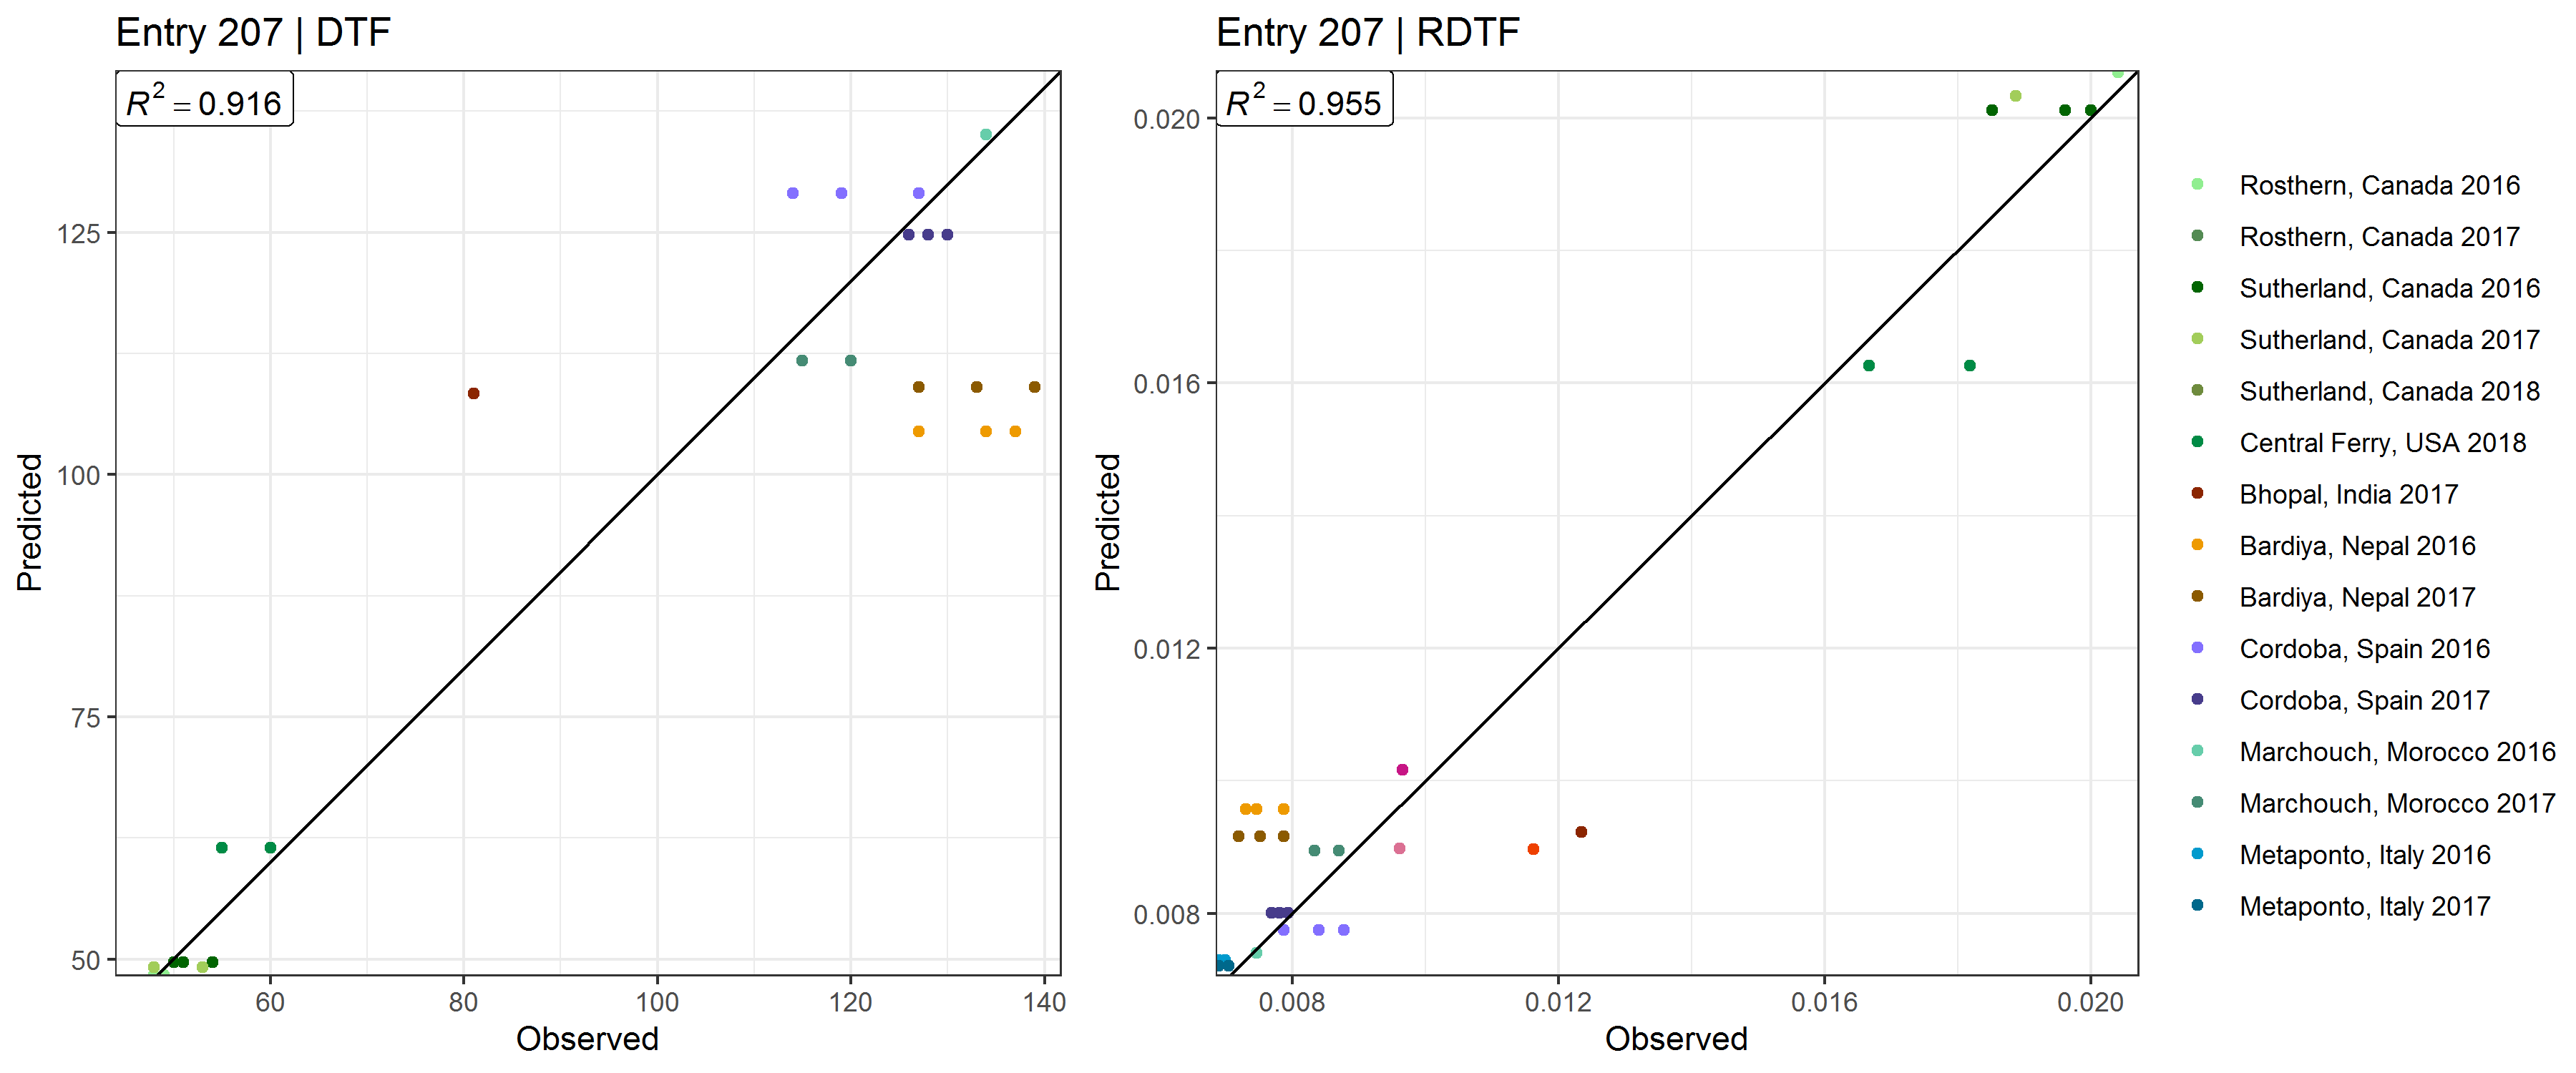 Entry 207 | DTF
R² = 0.916
125
100
75
50
Predicted
60 80 100 120 140
Observed
Entry 207 | RDTF
R² = 0.955
0.020
0.016
0.012
0.008
Predicted
0.008 0.012 0.016 0.020
Observed
Rosthern, Canada 2016
Rosthern, Canada 2017
Sutherland, Canada 2016
Sutherland, Canada 2017
Sutherland, Canada 2018
Central Ferry, USA 2018
Bhopal, India 2017
Bardiya, Nepal 2016
Bardiya, Nepal 2017
Cordoba, Spain 2016
Cordoba, Spain 2017
Marchouch, Morocco 2016
Marchouch, Morocco 2017
Metaponto, Italy 2016
Metaponto, Italy 2017